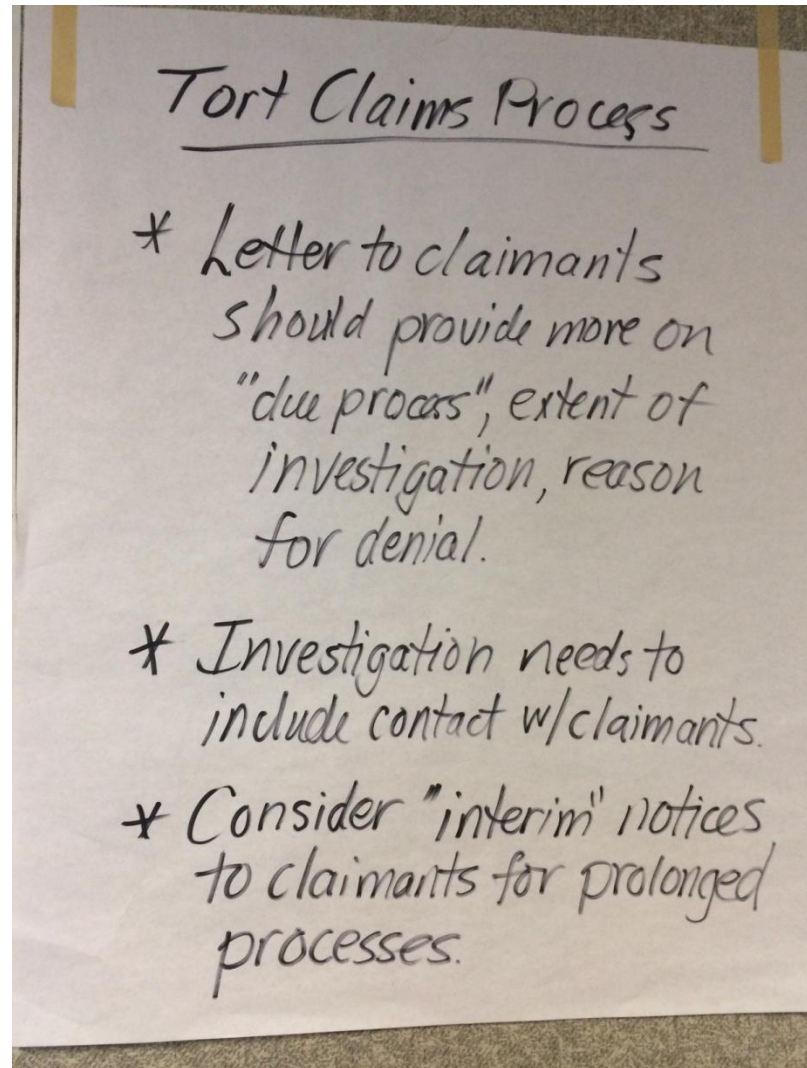 Tort Claims Process
* Letter to claimants
should provide more on
"due process", extent of
investigation, reason
for denial.
* Investigation needs to
include contact w/claimants.
* Consider "interim" notices
to claimants for prolonged
processes.